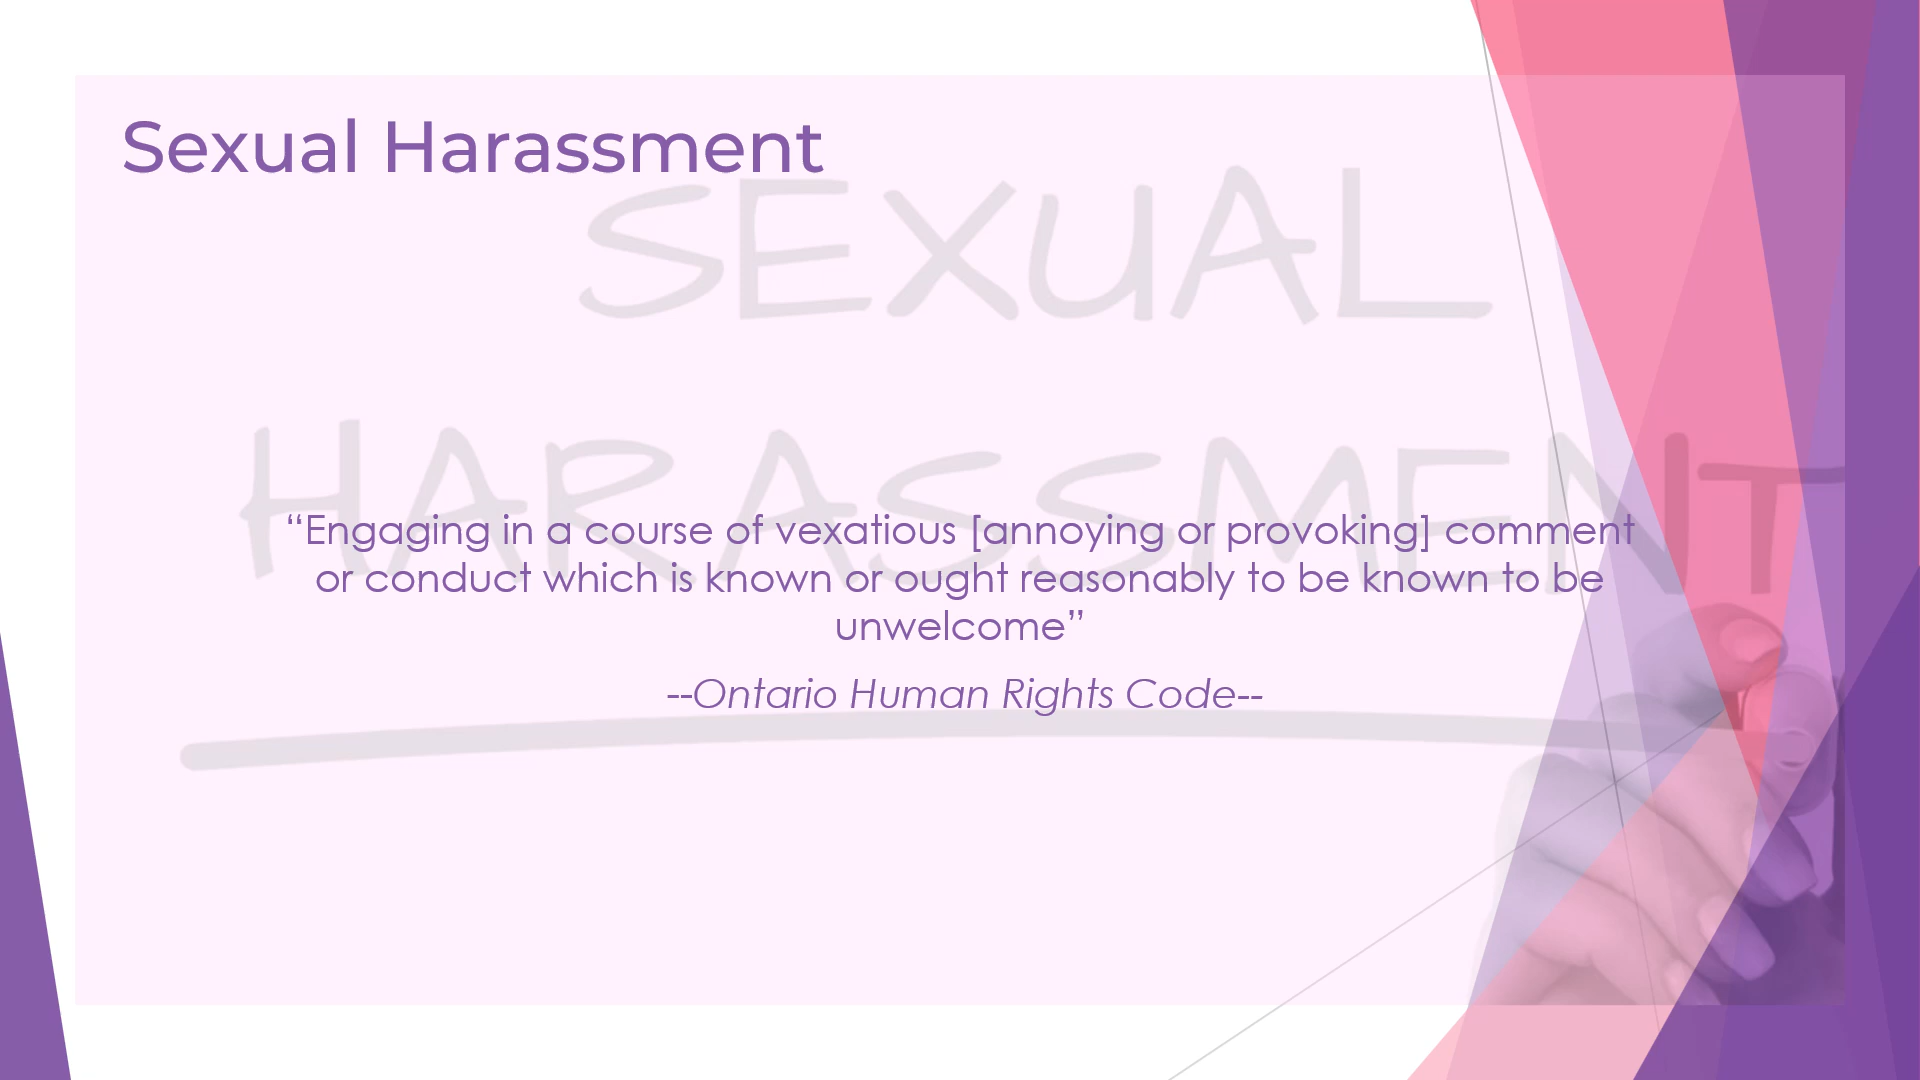 Sexual Harassment
SEXUAL
HARASSMENT
“Engaging in a course of vexatious [annoying or provoking] comment
or conduct which is known or ought reasonably to be known to be
unwelcome”
--Ontario Human Rights Code--